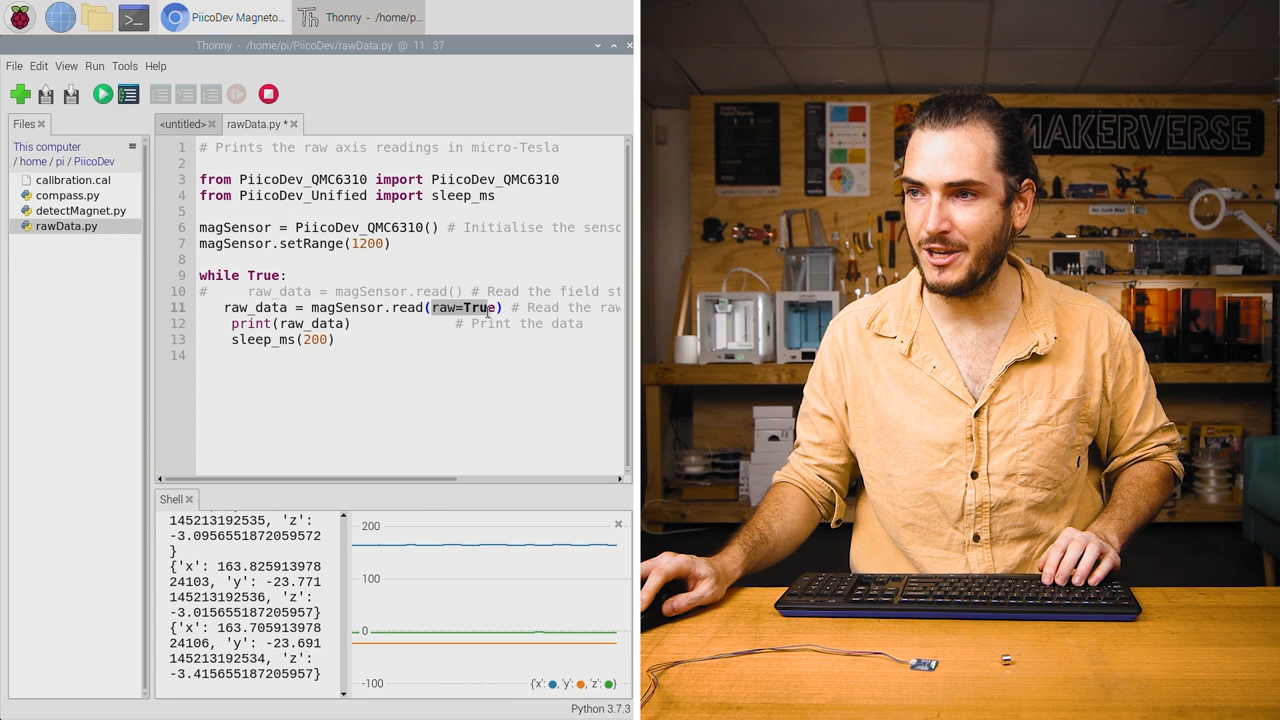 PiicoDev Magneto...
Thonny - /home/p...
Thonny - /home/pi/PiicoDev/rawData.py @ 11 : 37
File Edit View Run Tools Help
Files
This computer
/ home / pi / PiicoDev
calibration.cal
compass.py
detectMagnet.py
rawData.py
<untitled>
rawData.py *
1 # Prints the raw axis readings in micro-Tesla
2
3 from PiicoDev_QMC6310 import PiicoDev_QMC6310
4 from PiicoDev_Unified import sleep_ms
5
6 magSensor = PiicoDev_QMC6310() # Initialise the senso
7 magSensor.setRange(1200)
8
9 while True:
10 #     raw_data = magSensor.read() # Read the field st
11 raw_data = magSensor.read(raw=True) # Read the raw
12 print(raw_data) # Print the data
13 sleep_ms(200)
14
Shell
145213192535, 'z':
-3.0956551872059572
}
{'x': 163.825913978
24103, 'y': -23.771
145213192536, 'z':
-3.015655187205957}
{'x': 163.705913978
24106, 'y': -23.691
145213192534, 'z':
-3.415655187205957}
200
100
0
-100
{'x': , 'y': , 'z': }
Python 3.7.3
MAKERVERSE
No Junk Mail